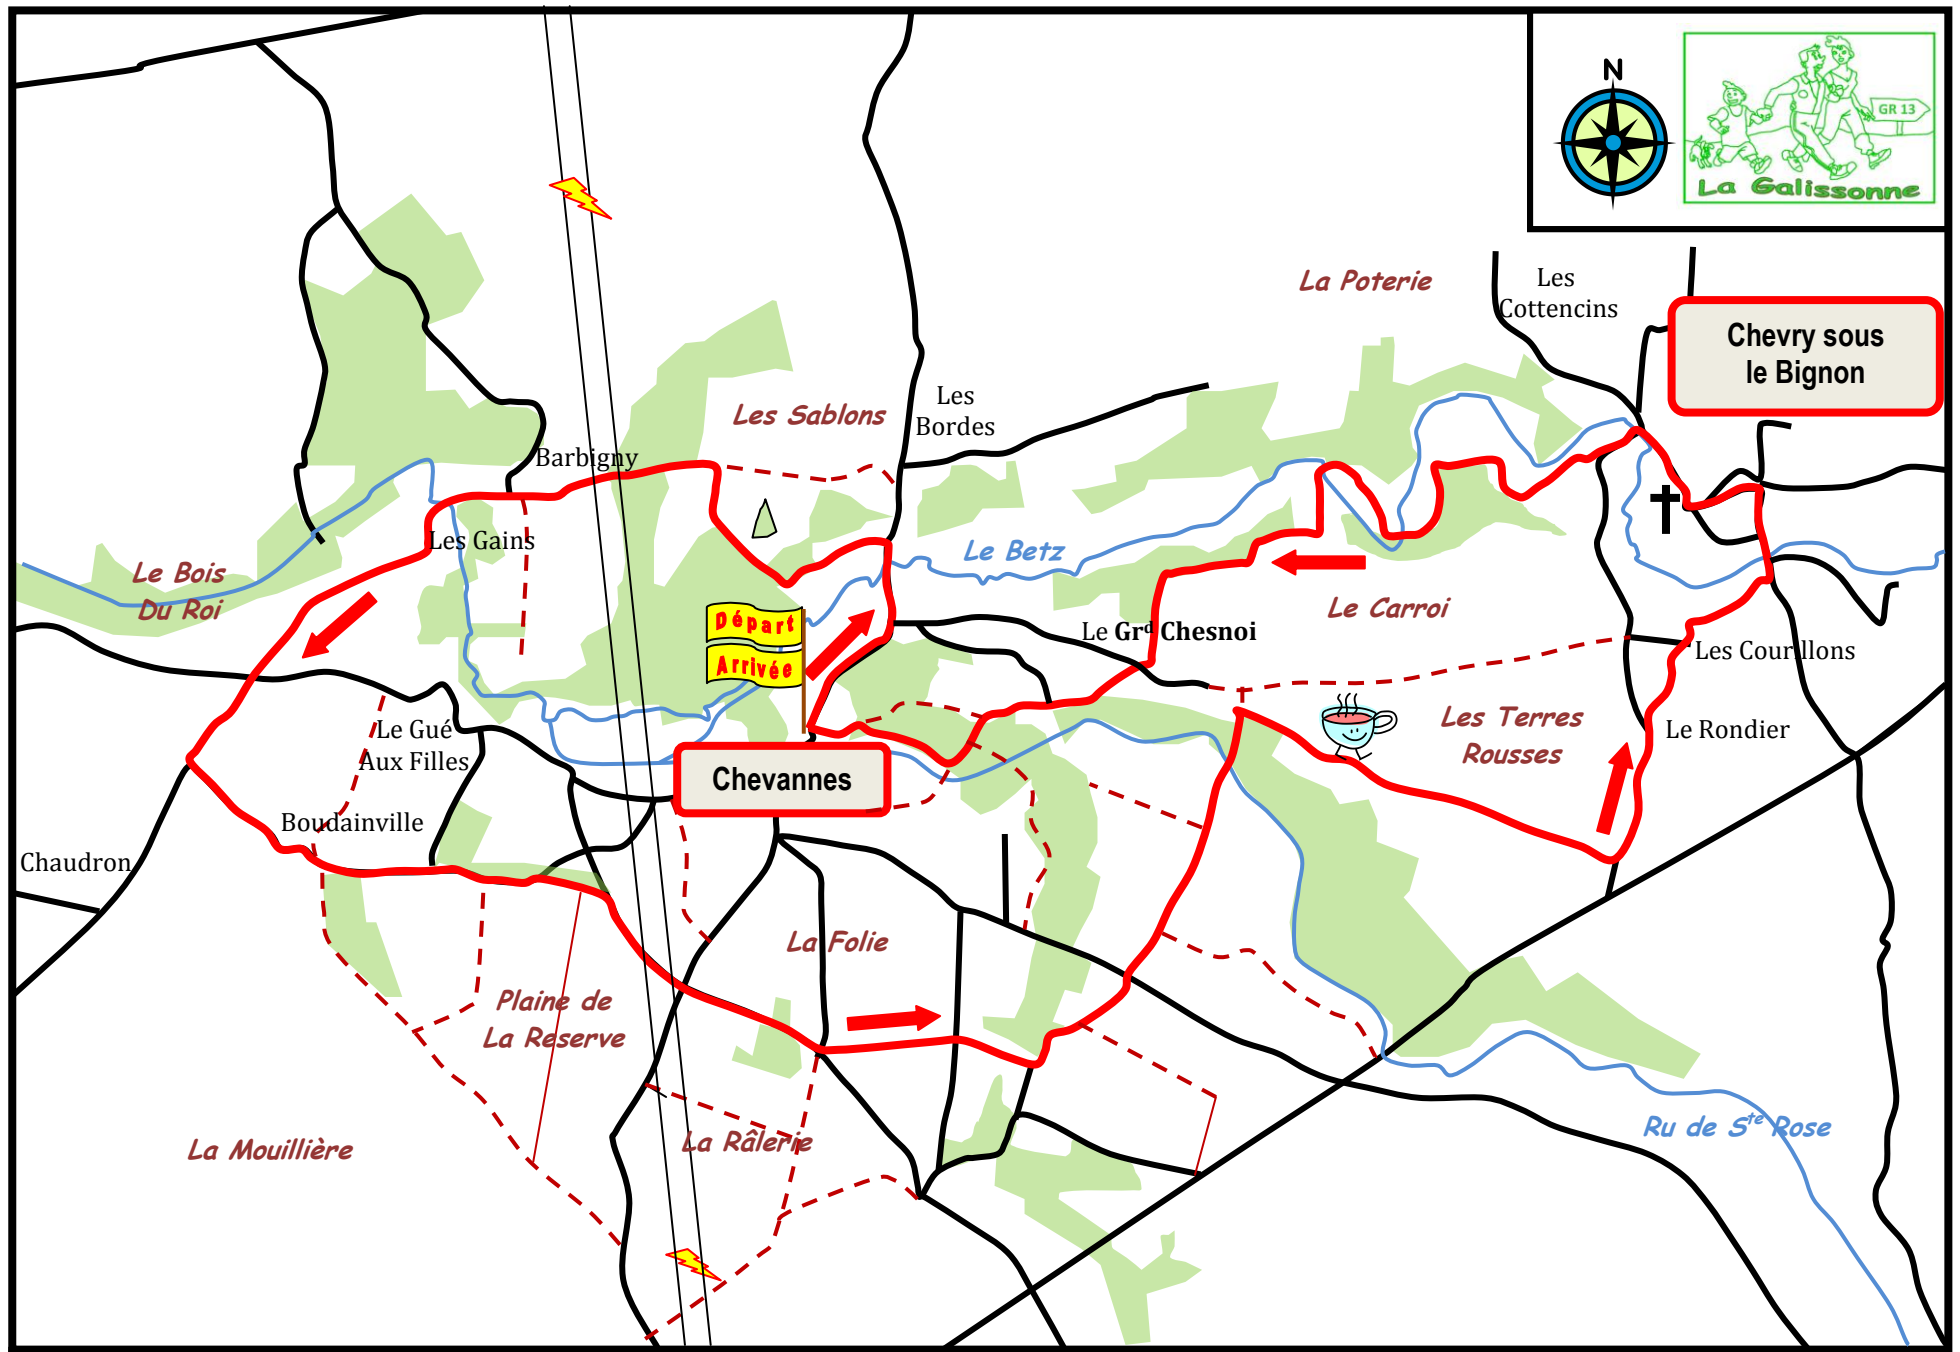 N
GR 13
La Galissonne
La Poterie
Les
Cottencins
Chevry sous
le Bignon
Les
Bordes
Les Sablons
Barbigny
Les Gains
Le Betz
Le Bois
Du Roi
Départ
Arrivée
Le Grᵈ Chesnoi
Le Carroi
Les Courillons
Le Gué
Aux Filles
Les Terres
Rousses
Le Rondier
Chevannes
Boudainville
Chaudron
La Folie
Plaine de
La Reserve
La Mouillière
La Râlerie
Ru de Sᵗᵉ Rose